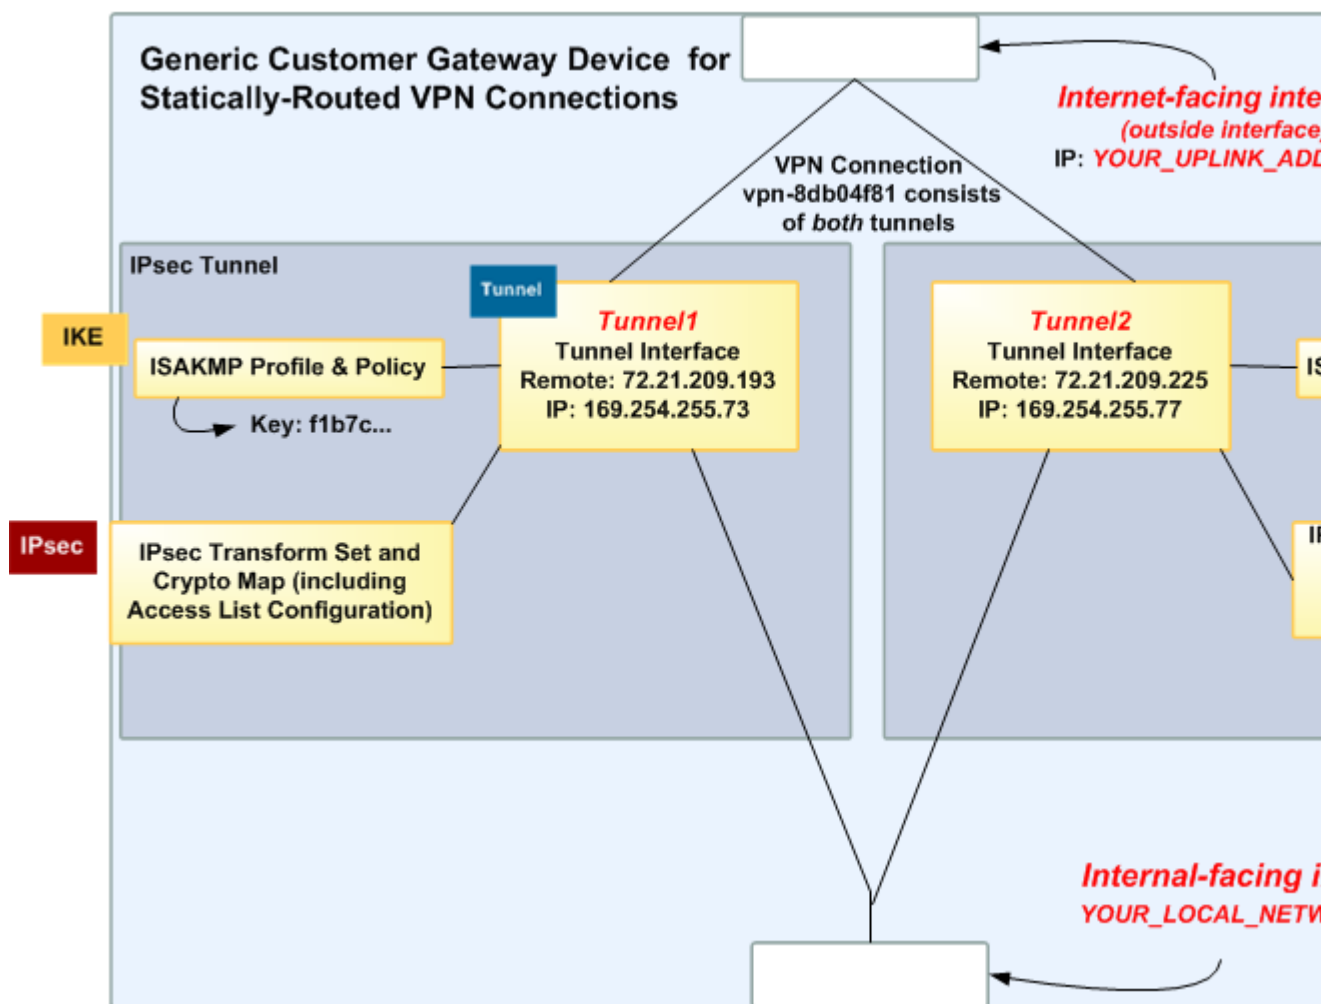 Generic Customer Gateway Device for
Statically-Routed VPN Connections
Internet-facing
(outside interface
IP: YOUR_UPLINK_ADD
VPN Connection
vpn-8db04f81 consists
of both tunnels
IPsec Tunnel
Tunnel
IKE
ISAKMP Profile & Policy
Key: f1b7c...
Tunnel1
Tunnel Interface
Remote: 72.21.209.193
IP: 169.254.255.73
Tunnel2
Tunnel Interface
Remote: 72.21.209.225
IP: 169.254.255.77
IPsec
IPsec Transform Set and
Crypto Map (including
Access List Configuration)
Internal-facing
YOUR_LOCAL_NETW